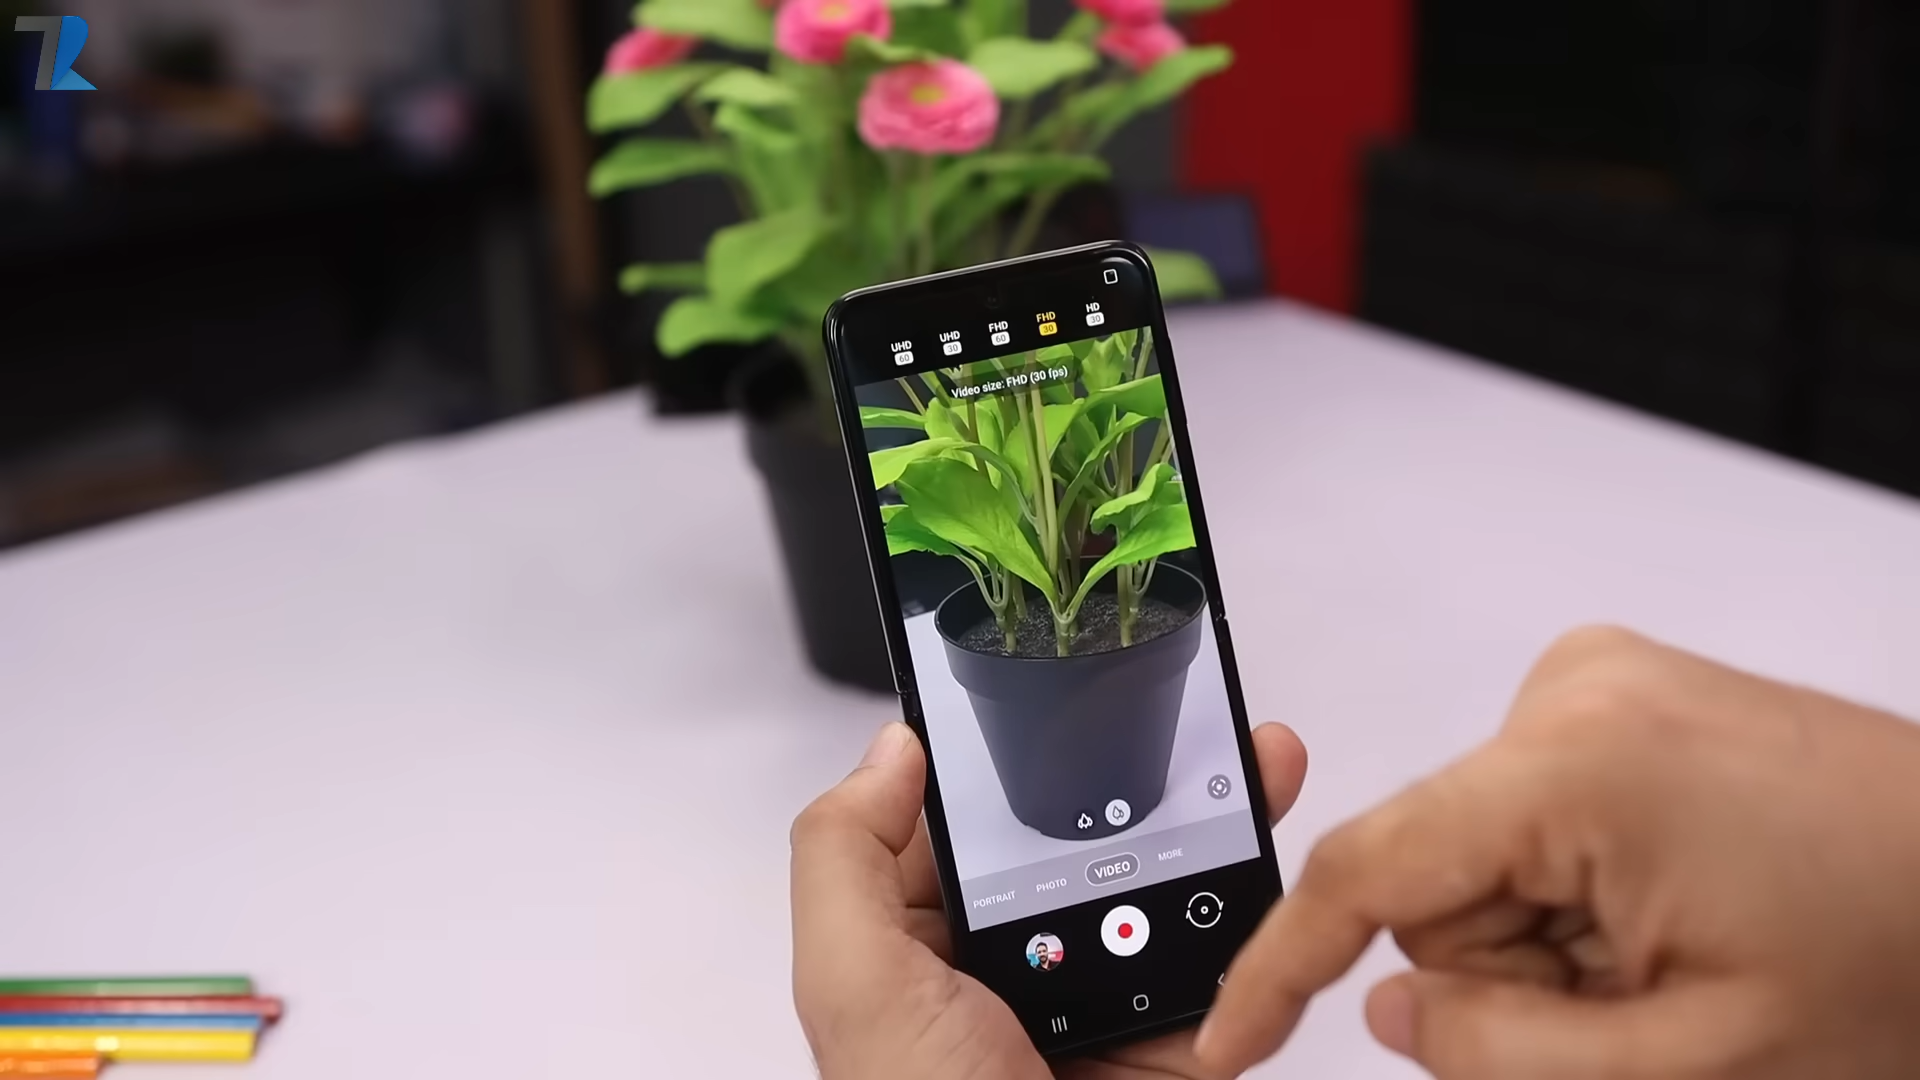 UHD 60
UHD 30
FHD 60
FHD 30
HD 30
Video size: FHD (30 fps)
PORTRAIT PHOTO VIDEO MORE